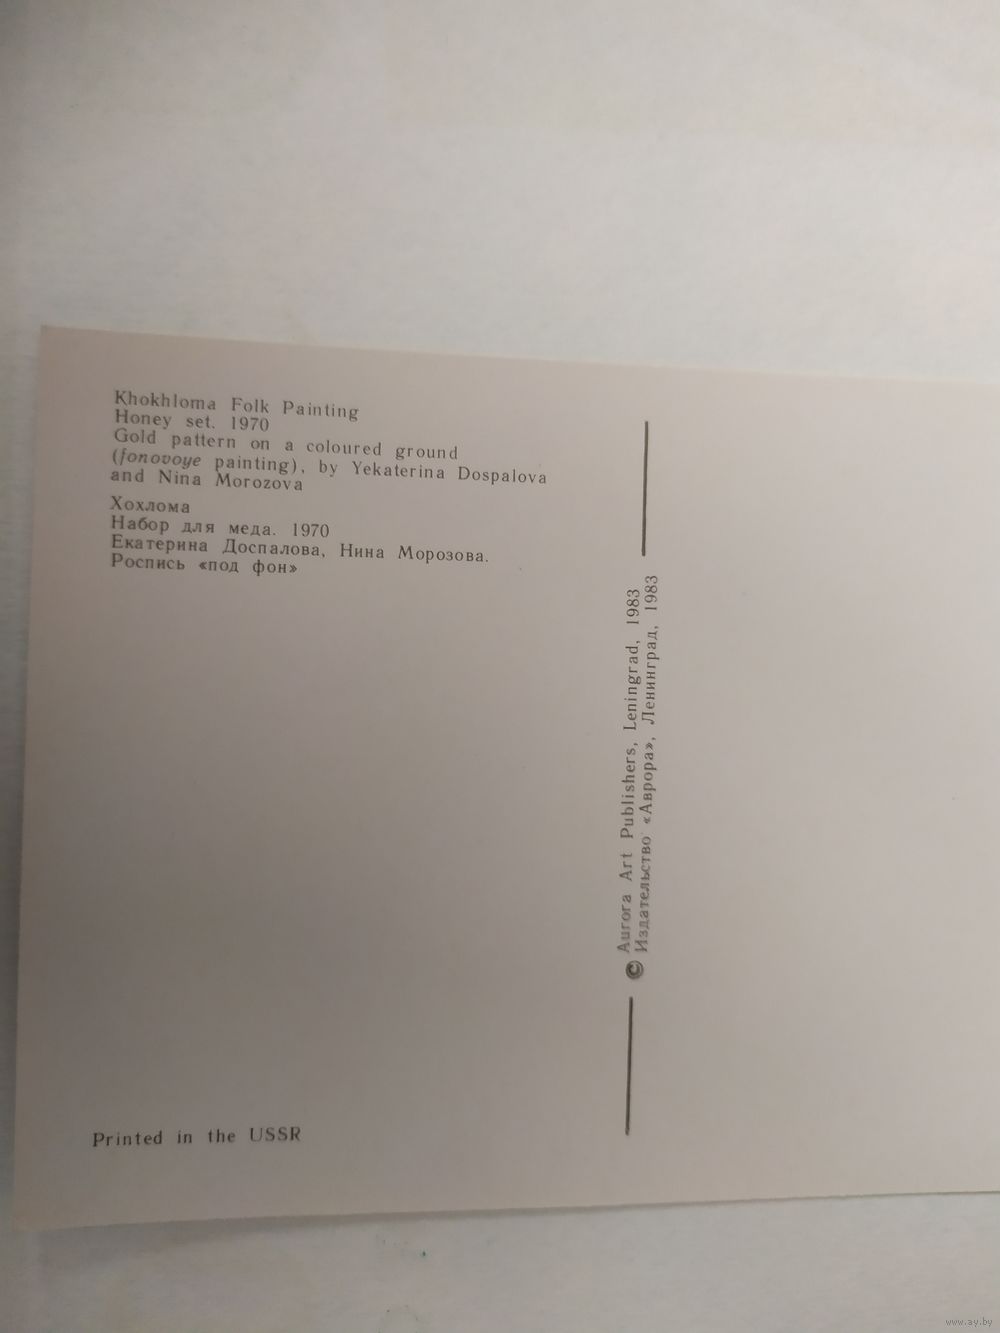 Khokhloma Folk Painting
Honey set. 1970
Gold pattern on a coloured ground
(fonovoye painting), by Yekaterina Dospalova
and Nina Morozova
Хохлома
Набор для меда. 1970
Екатерина Доспалова, Нина Морозова.
Роспись «под фон»
© Aurora Art Publishers, Leningrad, 1983
Издательство «Аврора», Ленинград, 1983
Printed in the USSR
www.ay.by